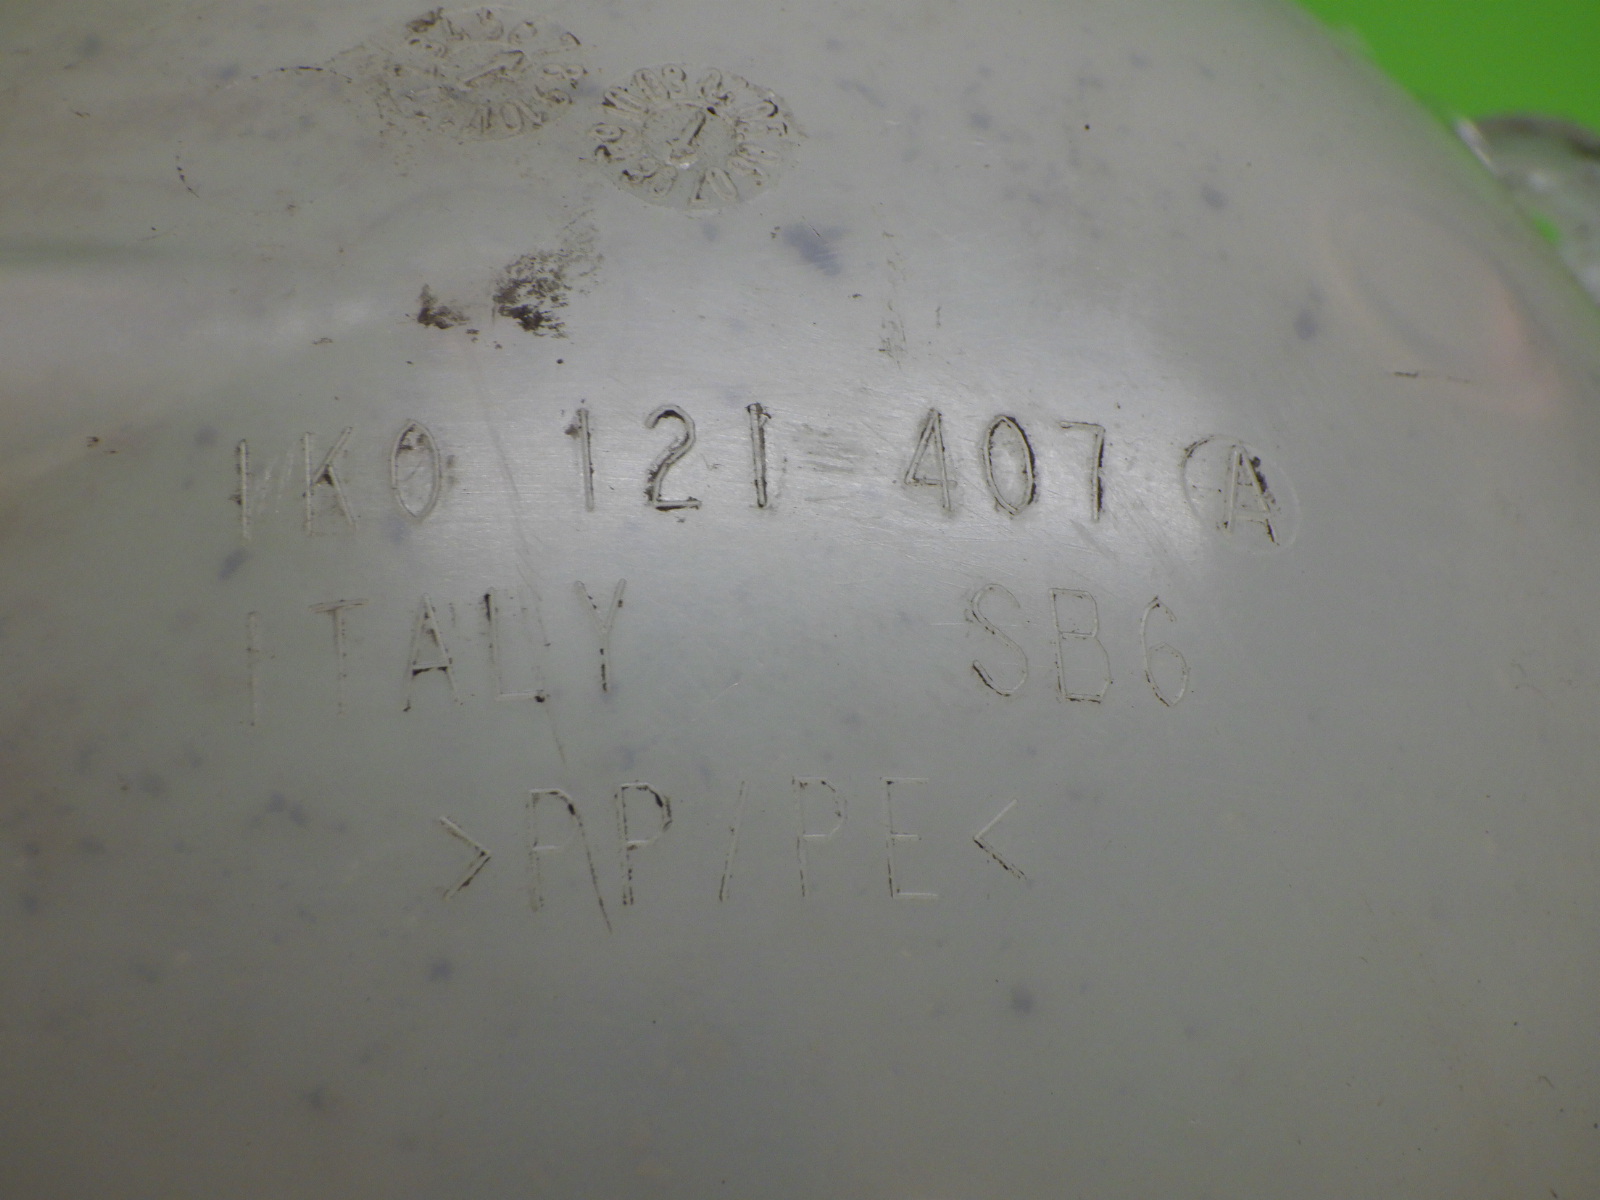 1K0 121 407 A
ITALY SB6
>PP/PE<